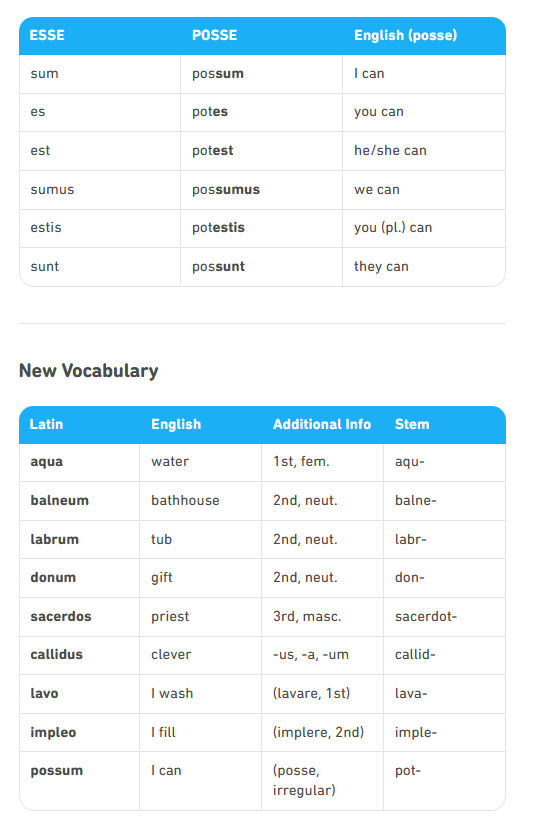 ESSE POSSE English (posse)
sum possum I can
es potes you can
est potest he/she can
sumus possumus we can
estis potestis you (pl.) can
sunt possunt they can
New Vocabulary
Latin English Additional Info Stem
aqua water 1st, fem. aqu-
balneum bathhouse 2nd, neut. balne-
labrum tub 2nd, neut. labr-
donum gift 2nd, neut. don-
sacerdos priest 3rd, masc. sacerdot-
callidus clever -us, -a, -um callid-
lavo I wash (lavare, 1st) lava-
impleo I fill (implere, 2nd) imple-
possum I can (posse, pot-
irregular)